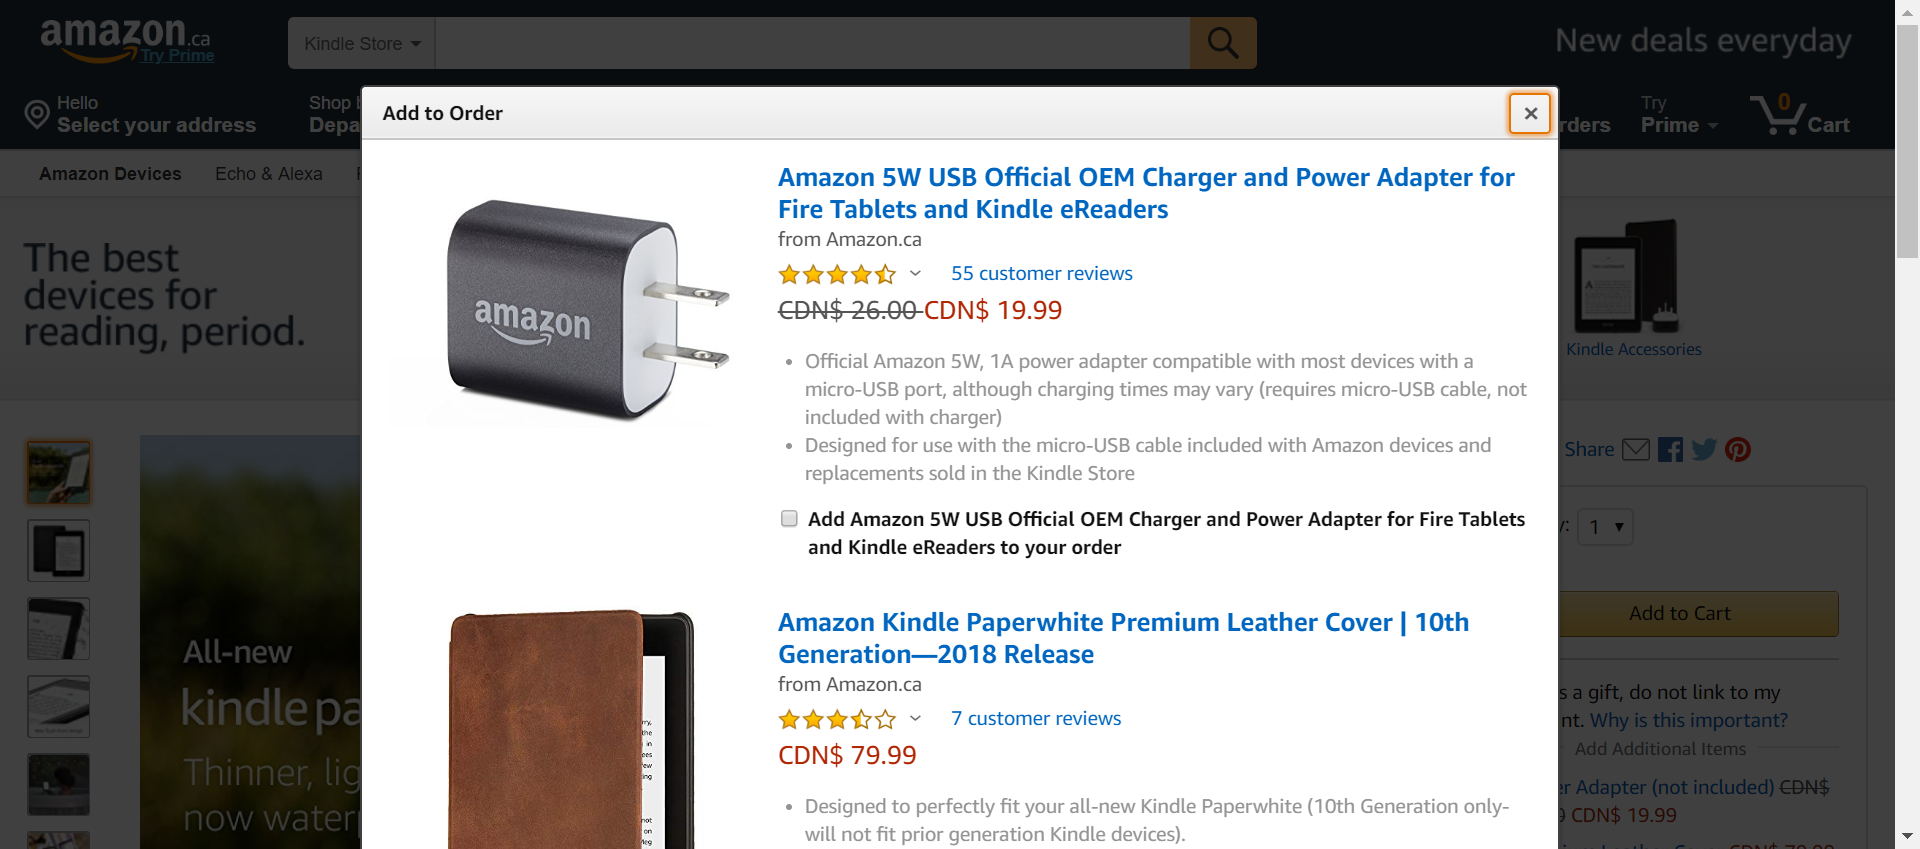 amazon.ca
Try Prime
Kindle Store
New deals everyday
Hello
Select your address
Shop
Depa
rders
Try
Prime
0
Cart
Amazon Devices
Echo & Alexa
The best
devices for
reading, period.
Kindle Accessories
Add to Order
×
Amazon 5W USB Official OEM Charger and Power Adapter for
Fire Tablets and Kindle eReaders
from Amazon.ca
55 customer reviews
CDN$ 26.00 CDN$ 19.99
• Official Amazon 5W, 1A power adapter compatible with most devices with a
micro-USB port, although charging times may vary (requires micro-USB cable, not
included with charger)
• Designed for use with the micro-USB cable included with Amazon devices and
replacements sold in the Kindle Store
Add Amazon 5W USB Official OEM Charger and Power Adapter for Fire Tablets
and Kindle eReaders to your order
amazon
Amazon Kindle Paperwhite Premium Leather Cover | 10th
Generation—2018 Release
from Amazon.ca
7 customer reviews
CDN$ 79.99
• Designed to perfectly fit your all-new Kindle Paperwhite (10th Generation only-
will not fit prior generation Kindle devices).
All-new
kindle pa
Thinner, lig
now waterp
Share
1
Add to Cart
s a gift, do not link to my
nt. Why is this important?
Add Additional Items
er Adapter (not included) CDN$
CDN$ 19.99